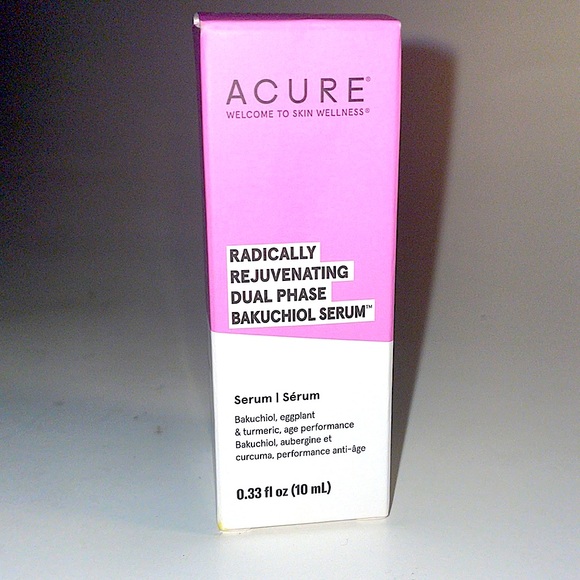 ACURE®
WELCOME TO SKIN WELLNESS®
RADICALLY
REJUVENATING
DUAL PHASE
BAKUCHIOL SERUM™
Serum | Sérum
Bakuchiol, eggplant
& turmeric, age performance
Bakuchiol, aubergine et
curcuma, performance anti-âge
0.33 fl oz (10 mL)